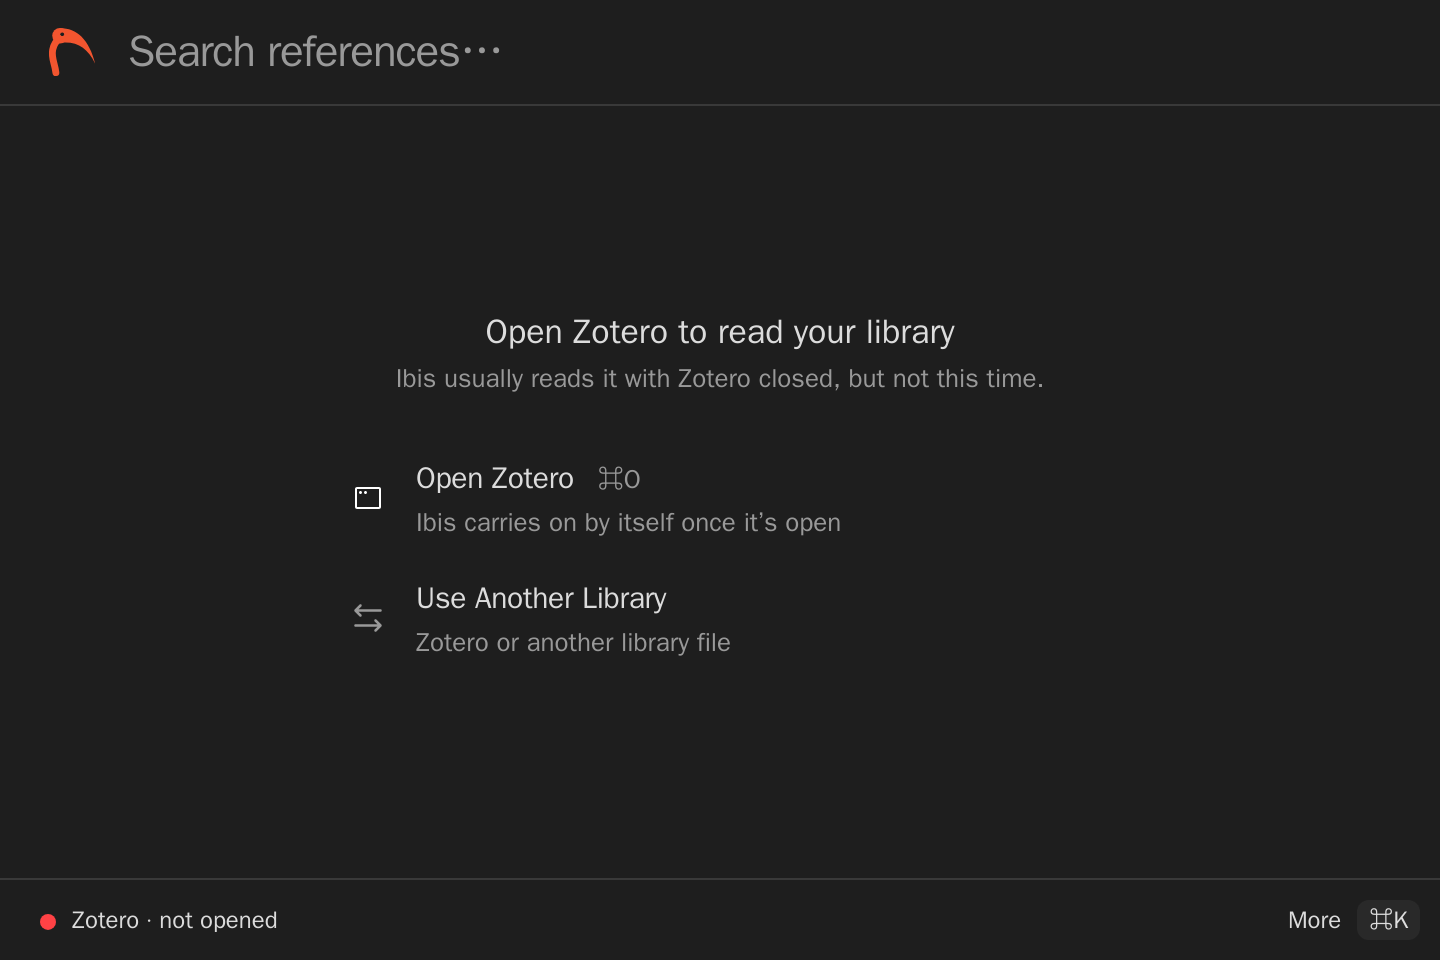 Search references⋯
Open Zotero to read your library
Ibis usually reads it with Zotero closed, but not this time.
Open Zotero ⌘O
Ibis carries on by itself once it’s open
Use Another Library
Zotero or another library file
Zotero · not opened
More ⌘K